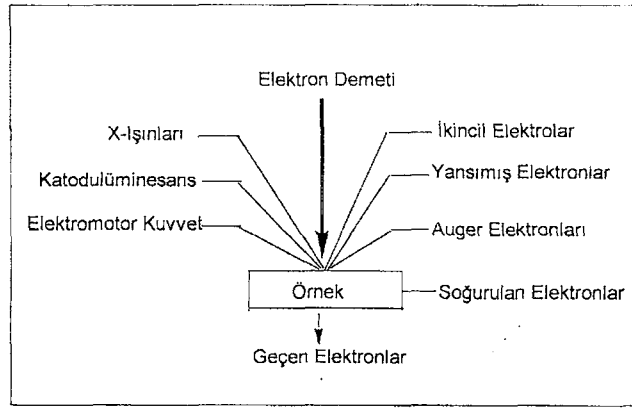 Elektron Demeti
X-Işınları
İkincil Elektrolar
Katodulüminesans
Yansımış Elektronlar
Elektromotor Kuvvet
Auger Elektronları
Örnek
Soğurulan Elektronlar
Geçen Elektronlar